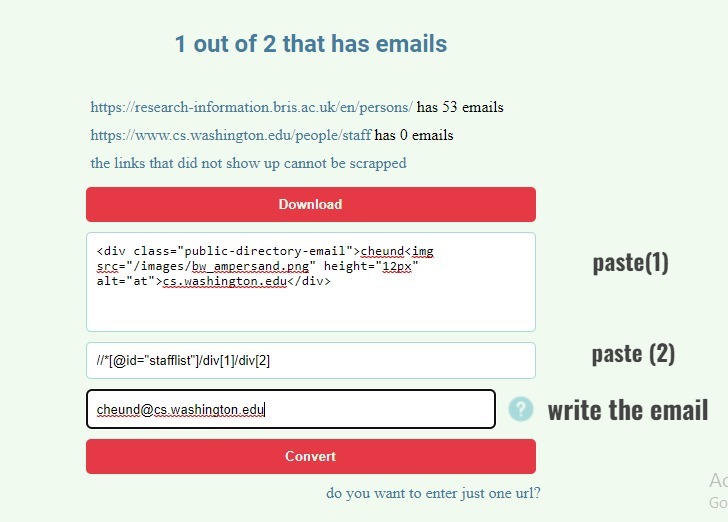 1 out of 2 that has emails
https://research-information.bris.ac.uk/en/persons/ has 53 emails
https://www.cs.washington.edu/people/staff has 0 emails
the links that did not show up cannot be scrapped
Download
<div class="public-directory-email">cheund<img
src="/images/bw_ampersand.png" height="12px"
alt="at">cs.washington.edu</div>
paste(1)
//*[@id="stafflist"]/div[1]/div[2]
paste (2)
cheund@cs.washington.edu
?
write the email
Convert
do you want to enter just one url?